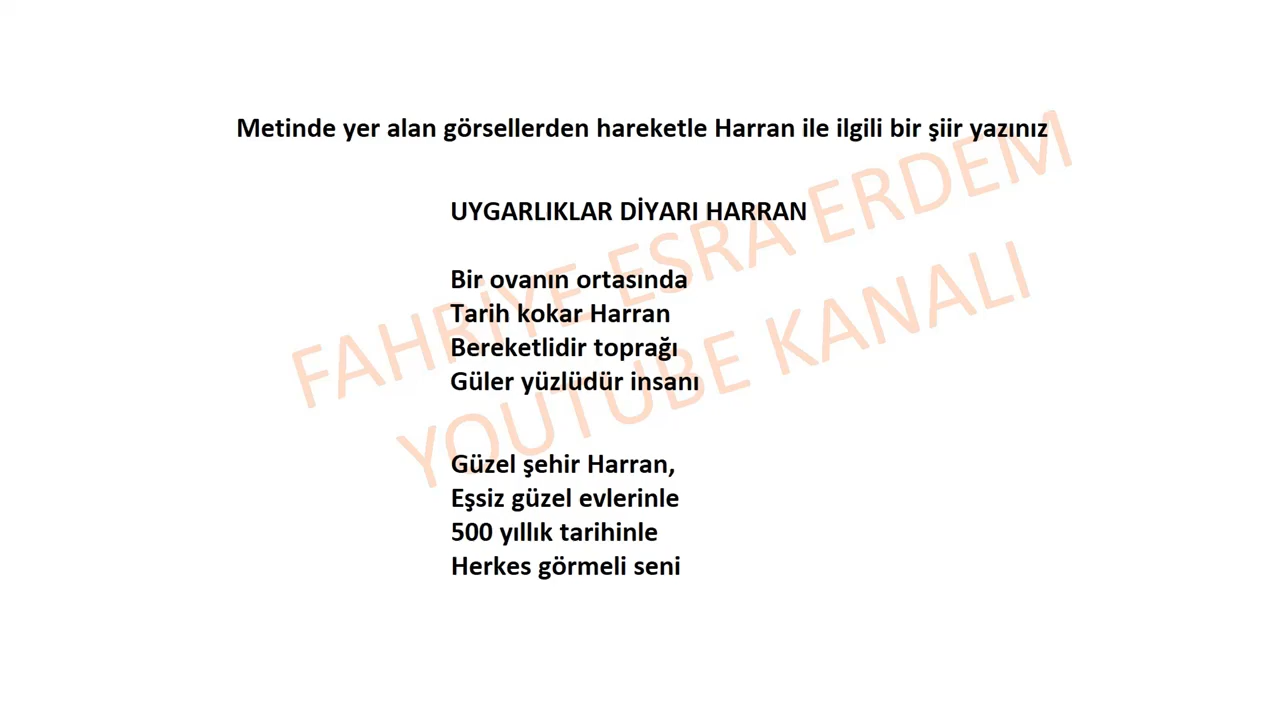 Metinde yer alan görsellerden hareketle Harran ile ilgili bir şiir yazınız
UYGARLIKLAR DİYARI HARRAN
Bir ovanın ortasında
Tarih kokar Harran
Bereketlidir toprağı
Güler yüzlüdür insanı
Güzel şehir Harran,
Eşsiz güzel evlerinle
500 yıllık tarihinle
Herkes görmeli seni
FAHRİYE ESRA ERDEM
YOUTUBE KANALI